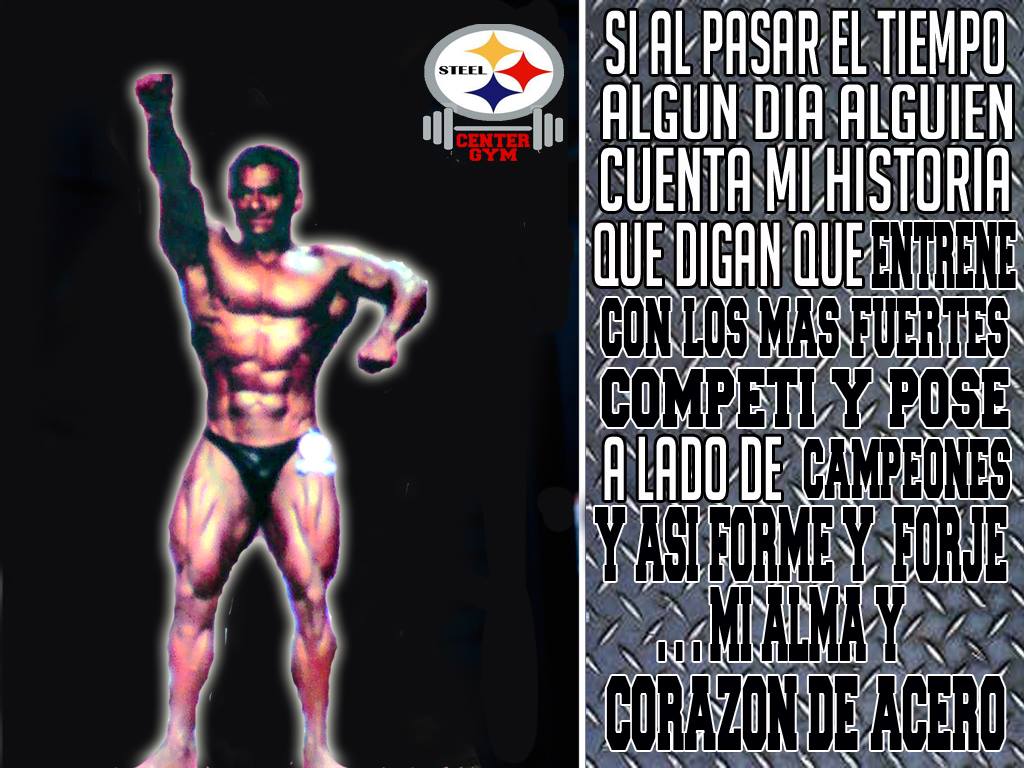 STEEL
CENTER
GYM
SI AL PASAR EL TIEMPO
ALGUN DIA ALGUIEN
CUENTA MI HISTORIA
QUE DIGAN QUE ENTRENE
CON LOS MAS FUERTES
COMPETI Y POSE
A LADO DE CAMPEONES
Y ASI FORME Y FORJE
...MI ALMA Y
CORAZON DE ACERO